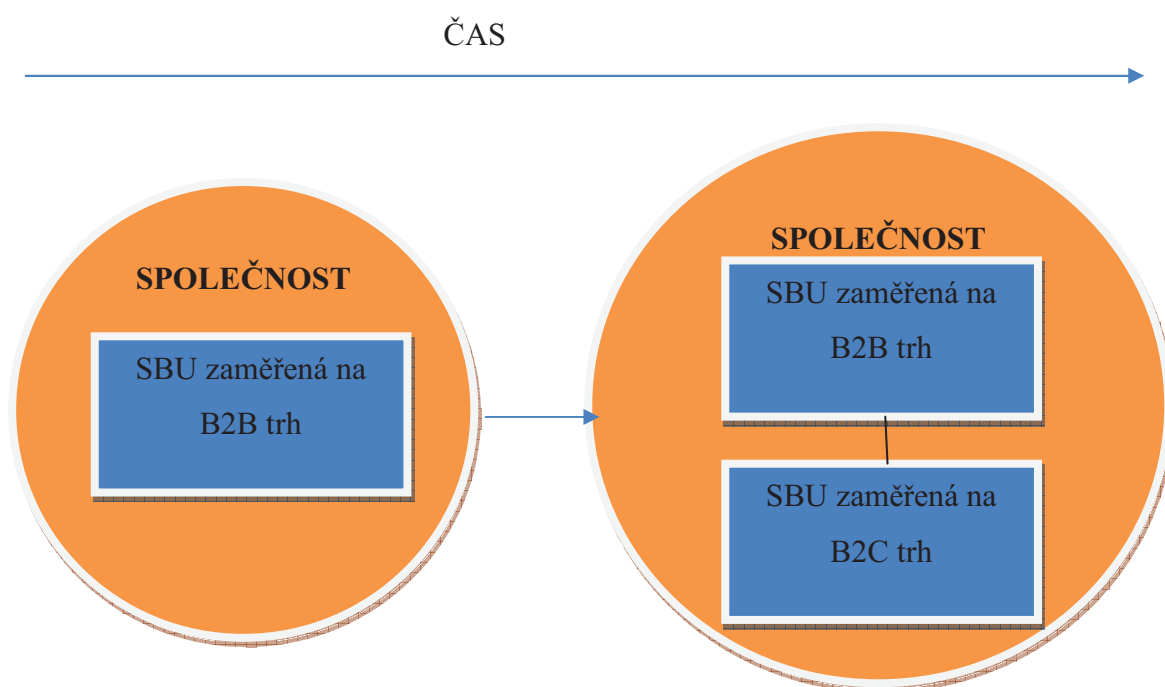 ČAS
SPOLEČNOST
SBU zaměřená na
B2B trh
SPOLEČNOST
SBU zaměřená na
B2B trh
SBU zaměřená na
B2C trh